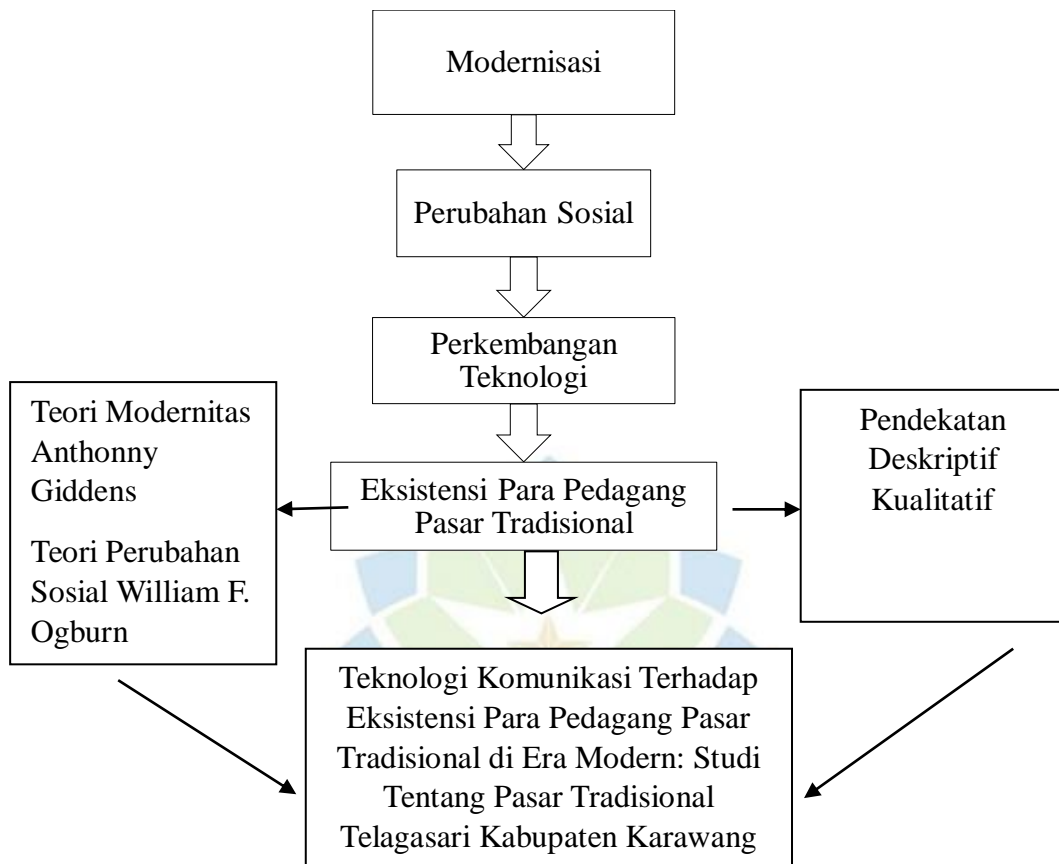 Modernisasi
Perubahan Sosial
Perkembangan
Teknologi
Teori Modernitas
Anthonny
Giddens
Teori Perubahan
Sosial William F.
Ogburn
Eksistensi Para Pedagang
Pasar Tradisional
Pendekatan
Deskriptif
Kualitatif
Teknologi Komunikasi Terhadap
Eksistensi Para Pedagang Pasar
Tradisional di Era Modern: Studi
Tentang Pasar Tradisional
Telagasari Kabupaten Karawang